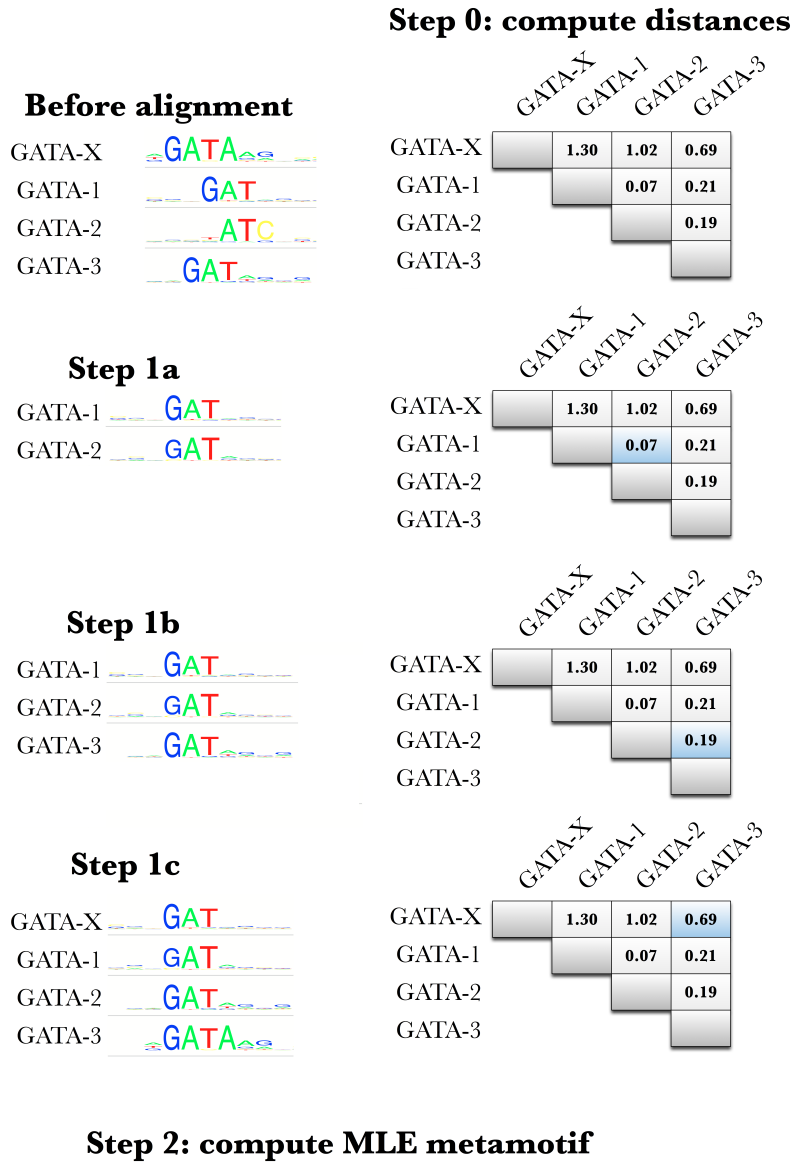 Step 0: compute distances
GATA-X GATA-1 GATA-2 GATA-3
Before alignment
GATA-X GATA
GATA-1 GAT
GATA-2 ATC
GATA-3 GAT
GATA-X 1.30 1.02 0.69
GATA-1 0.07 0.21
GATA-2 0.19
GATA-3
Step 1a
GATA-1 GAT
GATA-2 GAT
GATA-X GATA-1 GATA-2 GATA-3
GATA-X 1.30 1.02 0.69
GATA-1 0.07 0.21
GATA-2 0.19
GATA-3
Step 1b
GATA-1 GAT
GATA-2 GAT
GATA-3 GAT
GATA-X GATA-1 GATA-2 GATA-3
GATA-X 1.30 1.02 0.69
GATA-1 0.07 0.21
GATA-2 0.19
GATA-3
Step 1c
GATA-X GAT
GATA-1 GAT
GATA-2 GAT
GATA-3 GATA
GATA-X GATA-1 GATA-2 GATA-3
GATA-X 1.30 1.02 0.69
GATA-1 0.07 0.21
GATA-2 0.19
GATA-3
Step 2: compute MLE metamotif